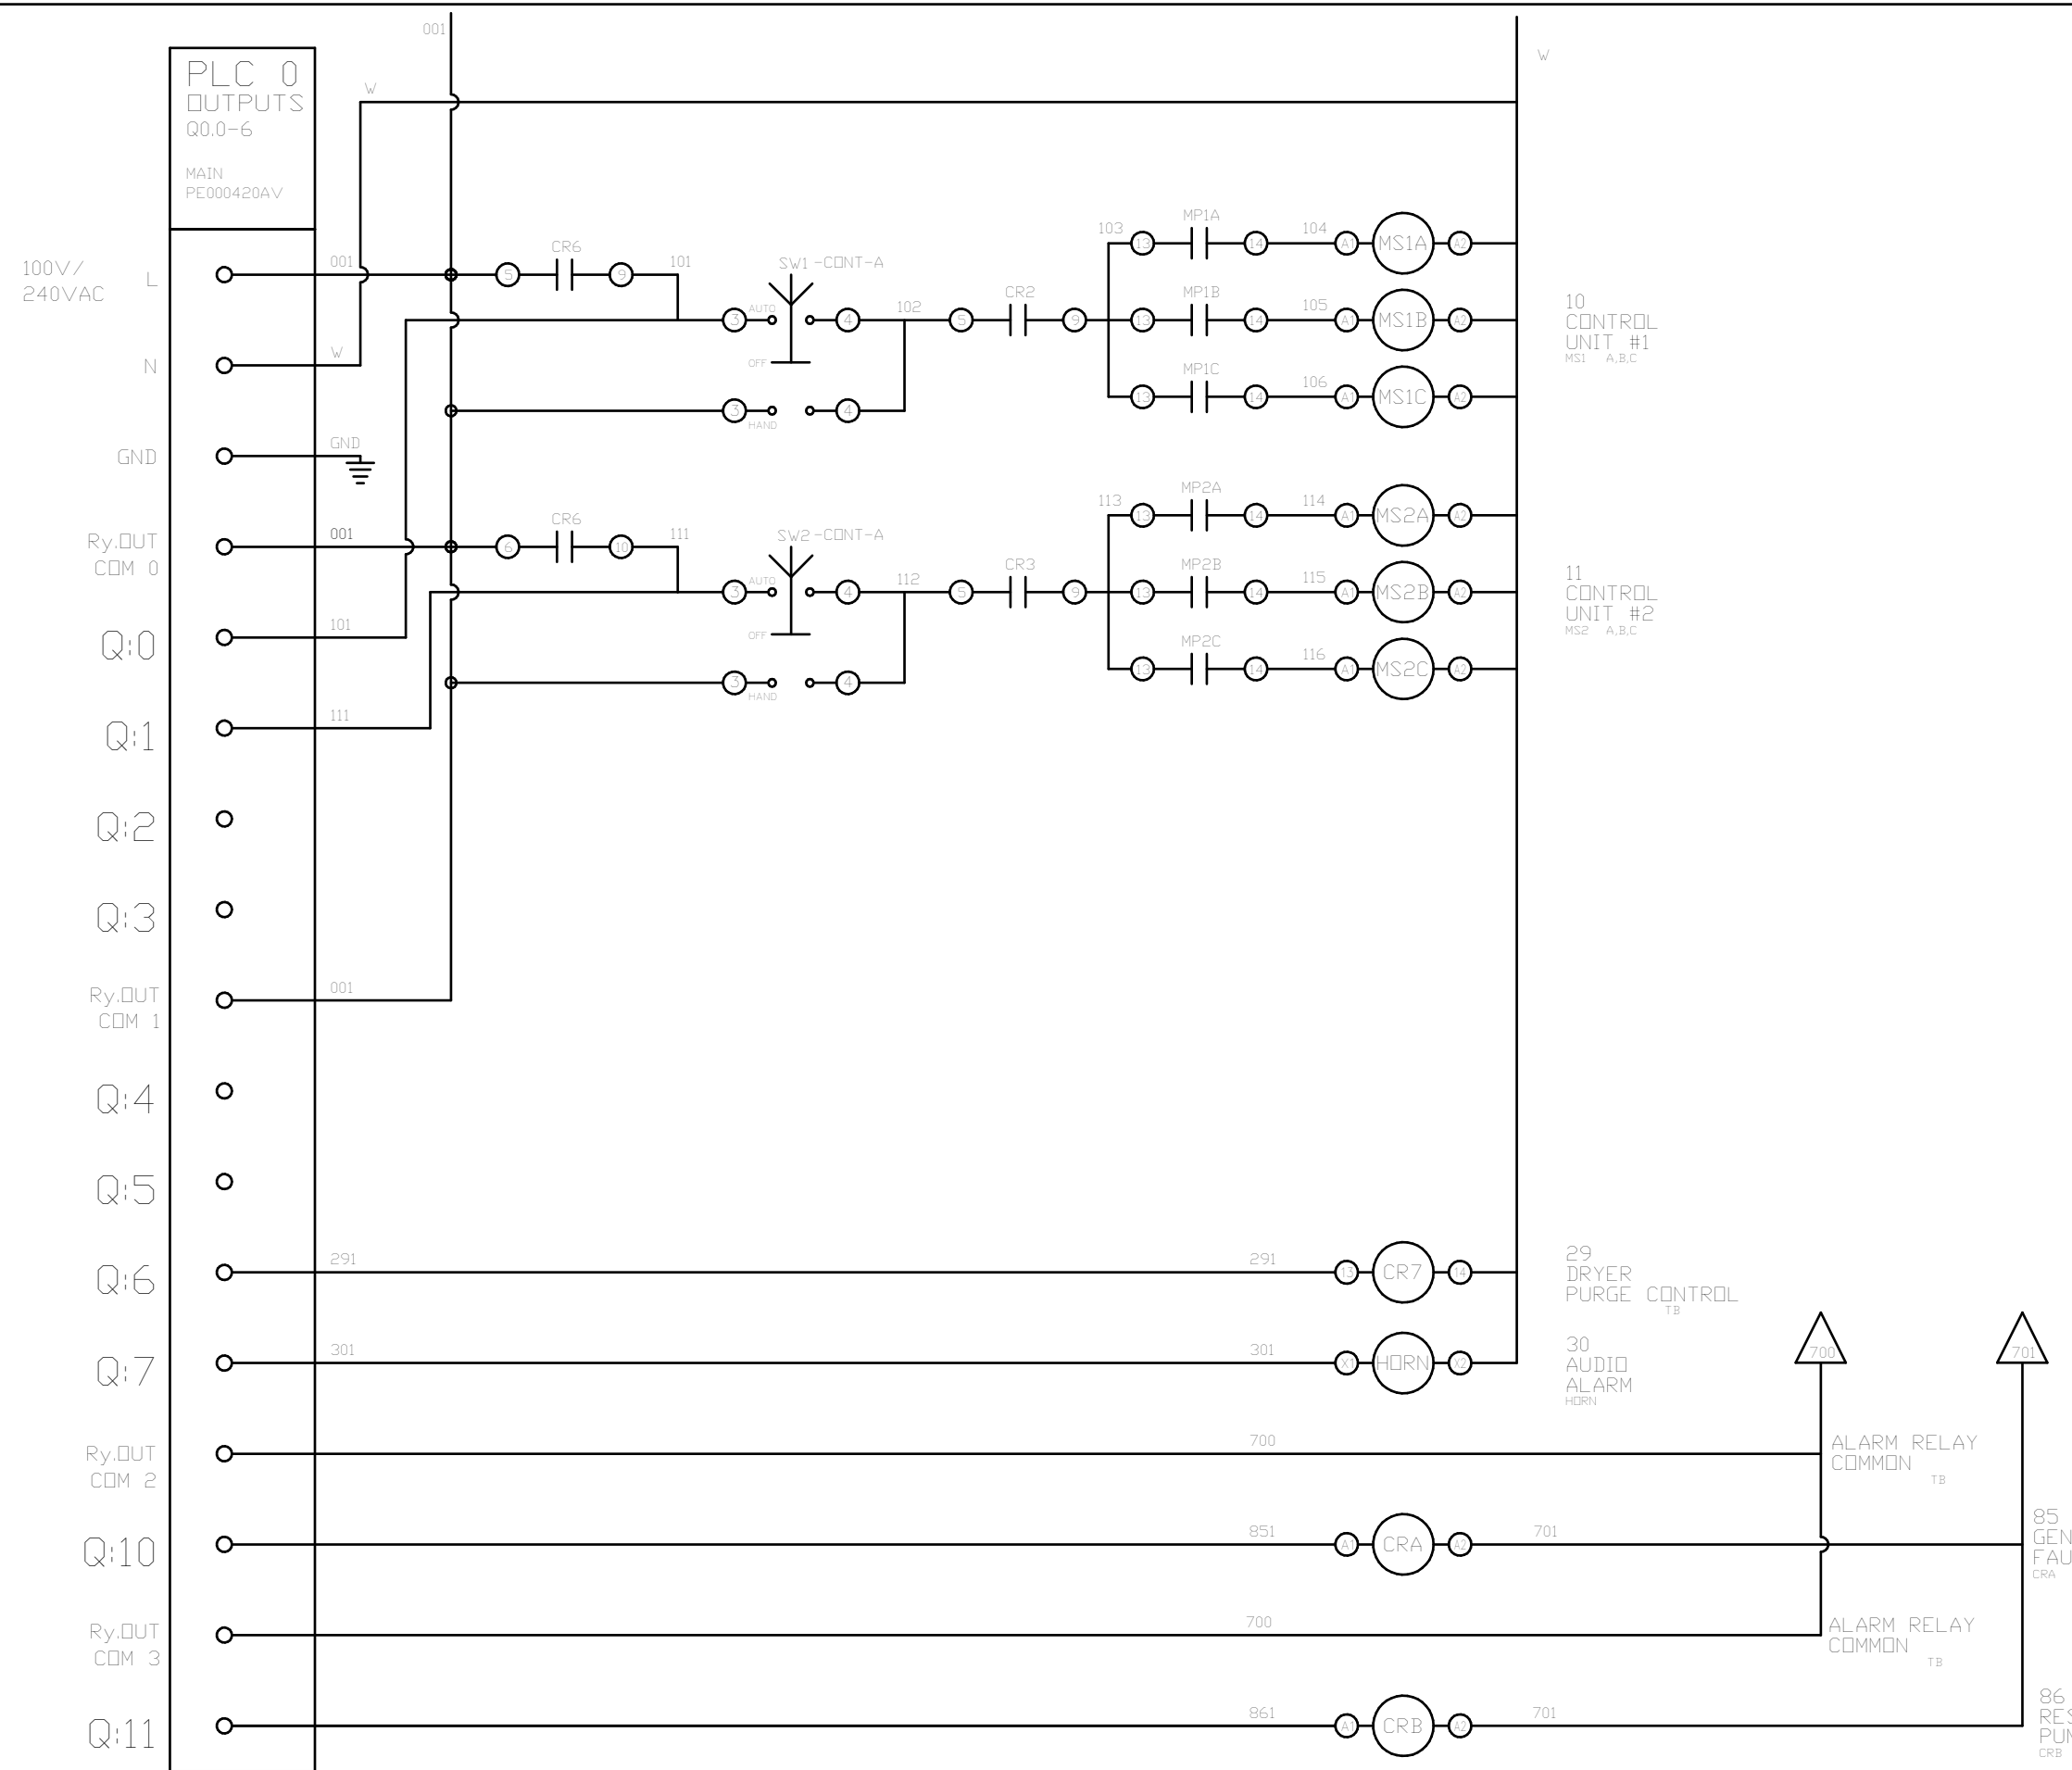 001
W
PLC 0
OUTPUTS
Q0.0-6
MAIN
PE000420AV
W
100V/
240VAC
L
001
5
CR6
9
101
SW1-CONT-A
AUTO
3
4
OFF
102
5
CR2
9
103
13
MP1A
14
104
A1
MS1A
A2
13
MP1B
14
105
A1
MS1B
A2
13
MP1C
14
106
A1
MS1C
A2
10
CONTROL
UNIT #1
MS1 A,B,C
N
W
3
HAND
4
GND
GND
Ry.OUT
COM 0
001
6
CR6
10
111
SW2-CONT-A
AUTO
3
4
OFF
112
5
CR3
9
113
13
MP2A
14
114
A1
MS2A
A2
13
MP2B
14
115
A1
MS2B
A2
13
MP2C
14
116
A1
MS2C
A2
11
CONTROL
UNIT #2
MS2 A,B,C
Q:0
101
3
HAND
4
Q:1
111
Q:2
Q:3
Ry.OUT
COM 1
001
Q:4
Q:5
Q:6
291
291
13
CR7
14
29
DRYER
PURGE CONTROL
TB
Q:7
301
301
X1
HORN
X2
30
AUDIO
ALARM
HORN
700
701
Ry.OUT
COM 2
700
ALARM RELAY
COMMON
TB
Q:10
851
A1
CRA
A2
701
85
GEN
FAU
CRA
Ry.OUT
COM 3
700
ALARM RELAY
COMMON
TB
Q:11
861
A1
CRB
A2
701
86
RES
PUM
CRB